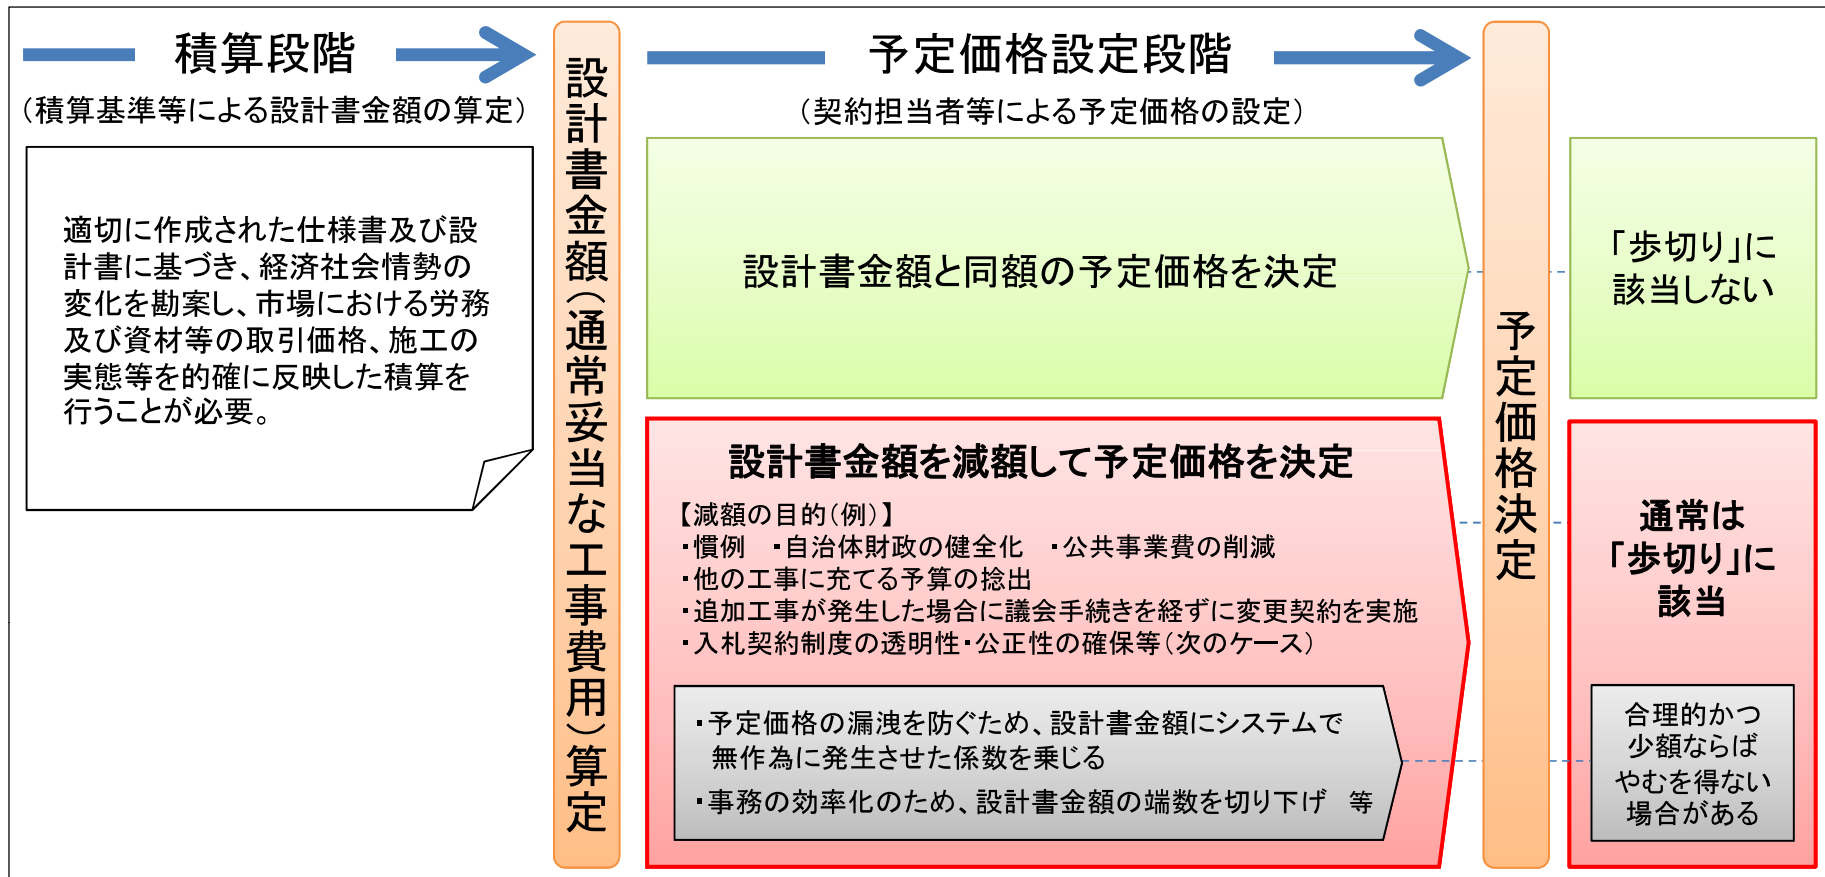 積算段階
（積算基準等による設計書金額の算定）
適切に作成された仕様書及び設
計書に基づき、経済社会情勢の
変化を勘案し、市場における労務
及び資材等の取引価格、施工の
実態等を的確に反映した積算を
行うことが必要。
設計書金額（通常妥当な工事費用）算定
予定価格設定段階
（契約担当者等による予定価格の設定）
設計書金額と同額の予定価格を決定
設計書金額を減額して予定価格を決定
【減額の目的（例）】
・慣例　・自治体財政の健全化　・公共事業費の削減
・他の工事に充てる予算の捻出
・追加工事が発生した場合に議会手続きを経ずに変更契約を実施
・入札契約制度の透明性・公正性の確保等（次のケース）
・予定価格の漏洩を防ぐため、設計書金額にシステムで
無作為に発生させた係数を乗じる
・事務の効率化のため、設計書金額の端数を切り下げ　等
予定価格決定
「歩切り」に
該当しない
通常は
「歩切り」に
該当
合理的かつ
少額ならば
やむを得ない
場合がある